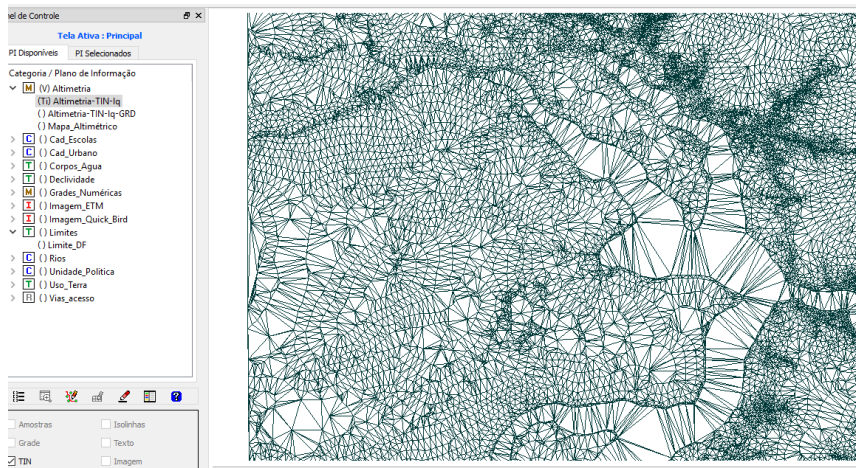 nel de Controle
Tela Ativa : Principal
PI Disponíveis PI Selecionados
Categoria / Plano de Informação
M (V) Altimetria
(Ti) Altimetria-TIN-lq
( ) Altimetria-TIN-lq-GRD
( ) Mapa_Altimétrico
C ( ) Cad_Escolas
C ( ) Cad_Urbano
T ( ) Corpos_Agua
T ( ) Declividade
M ( ) Grades_Numéricas
I ( ) Imagem_ETM
I ( ) Imagem_Quick_Bird
T ( ) Limites
( ) Limite_DF
C ( ) Rios
C ( ) Unidade_Politica
T ( ) Uso_Terra
R ( ) Vias_acesso
Amostras Isolinhas
Grade Texto
TIN Imagem